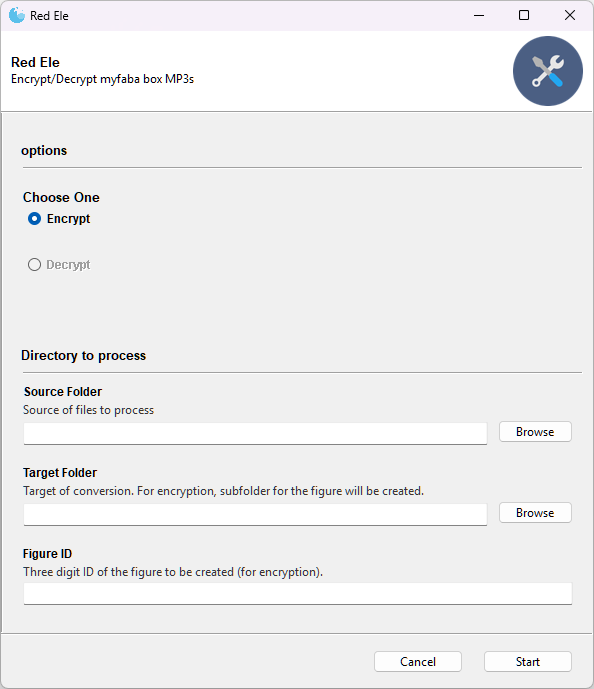 Red Ele
Red Ele
Encrypt/Decrypt myfaba box MP3s
options
Choose One
Encrypt
Decrypt
Directory to process
Source Folder
Source of files to process
Browse
Target Folder
Target of conversion. For encryption, subfolder for the figure will be created.
Browse
Figure ID
Three digit ID of the figure to be created (for encryption).
Cancel
Start